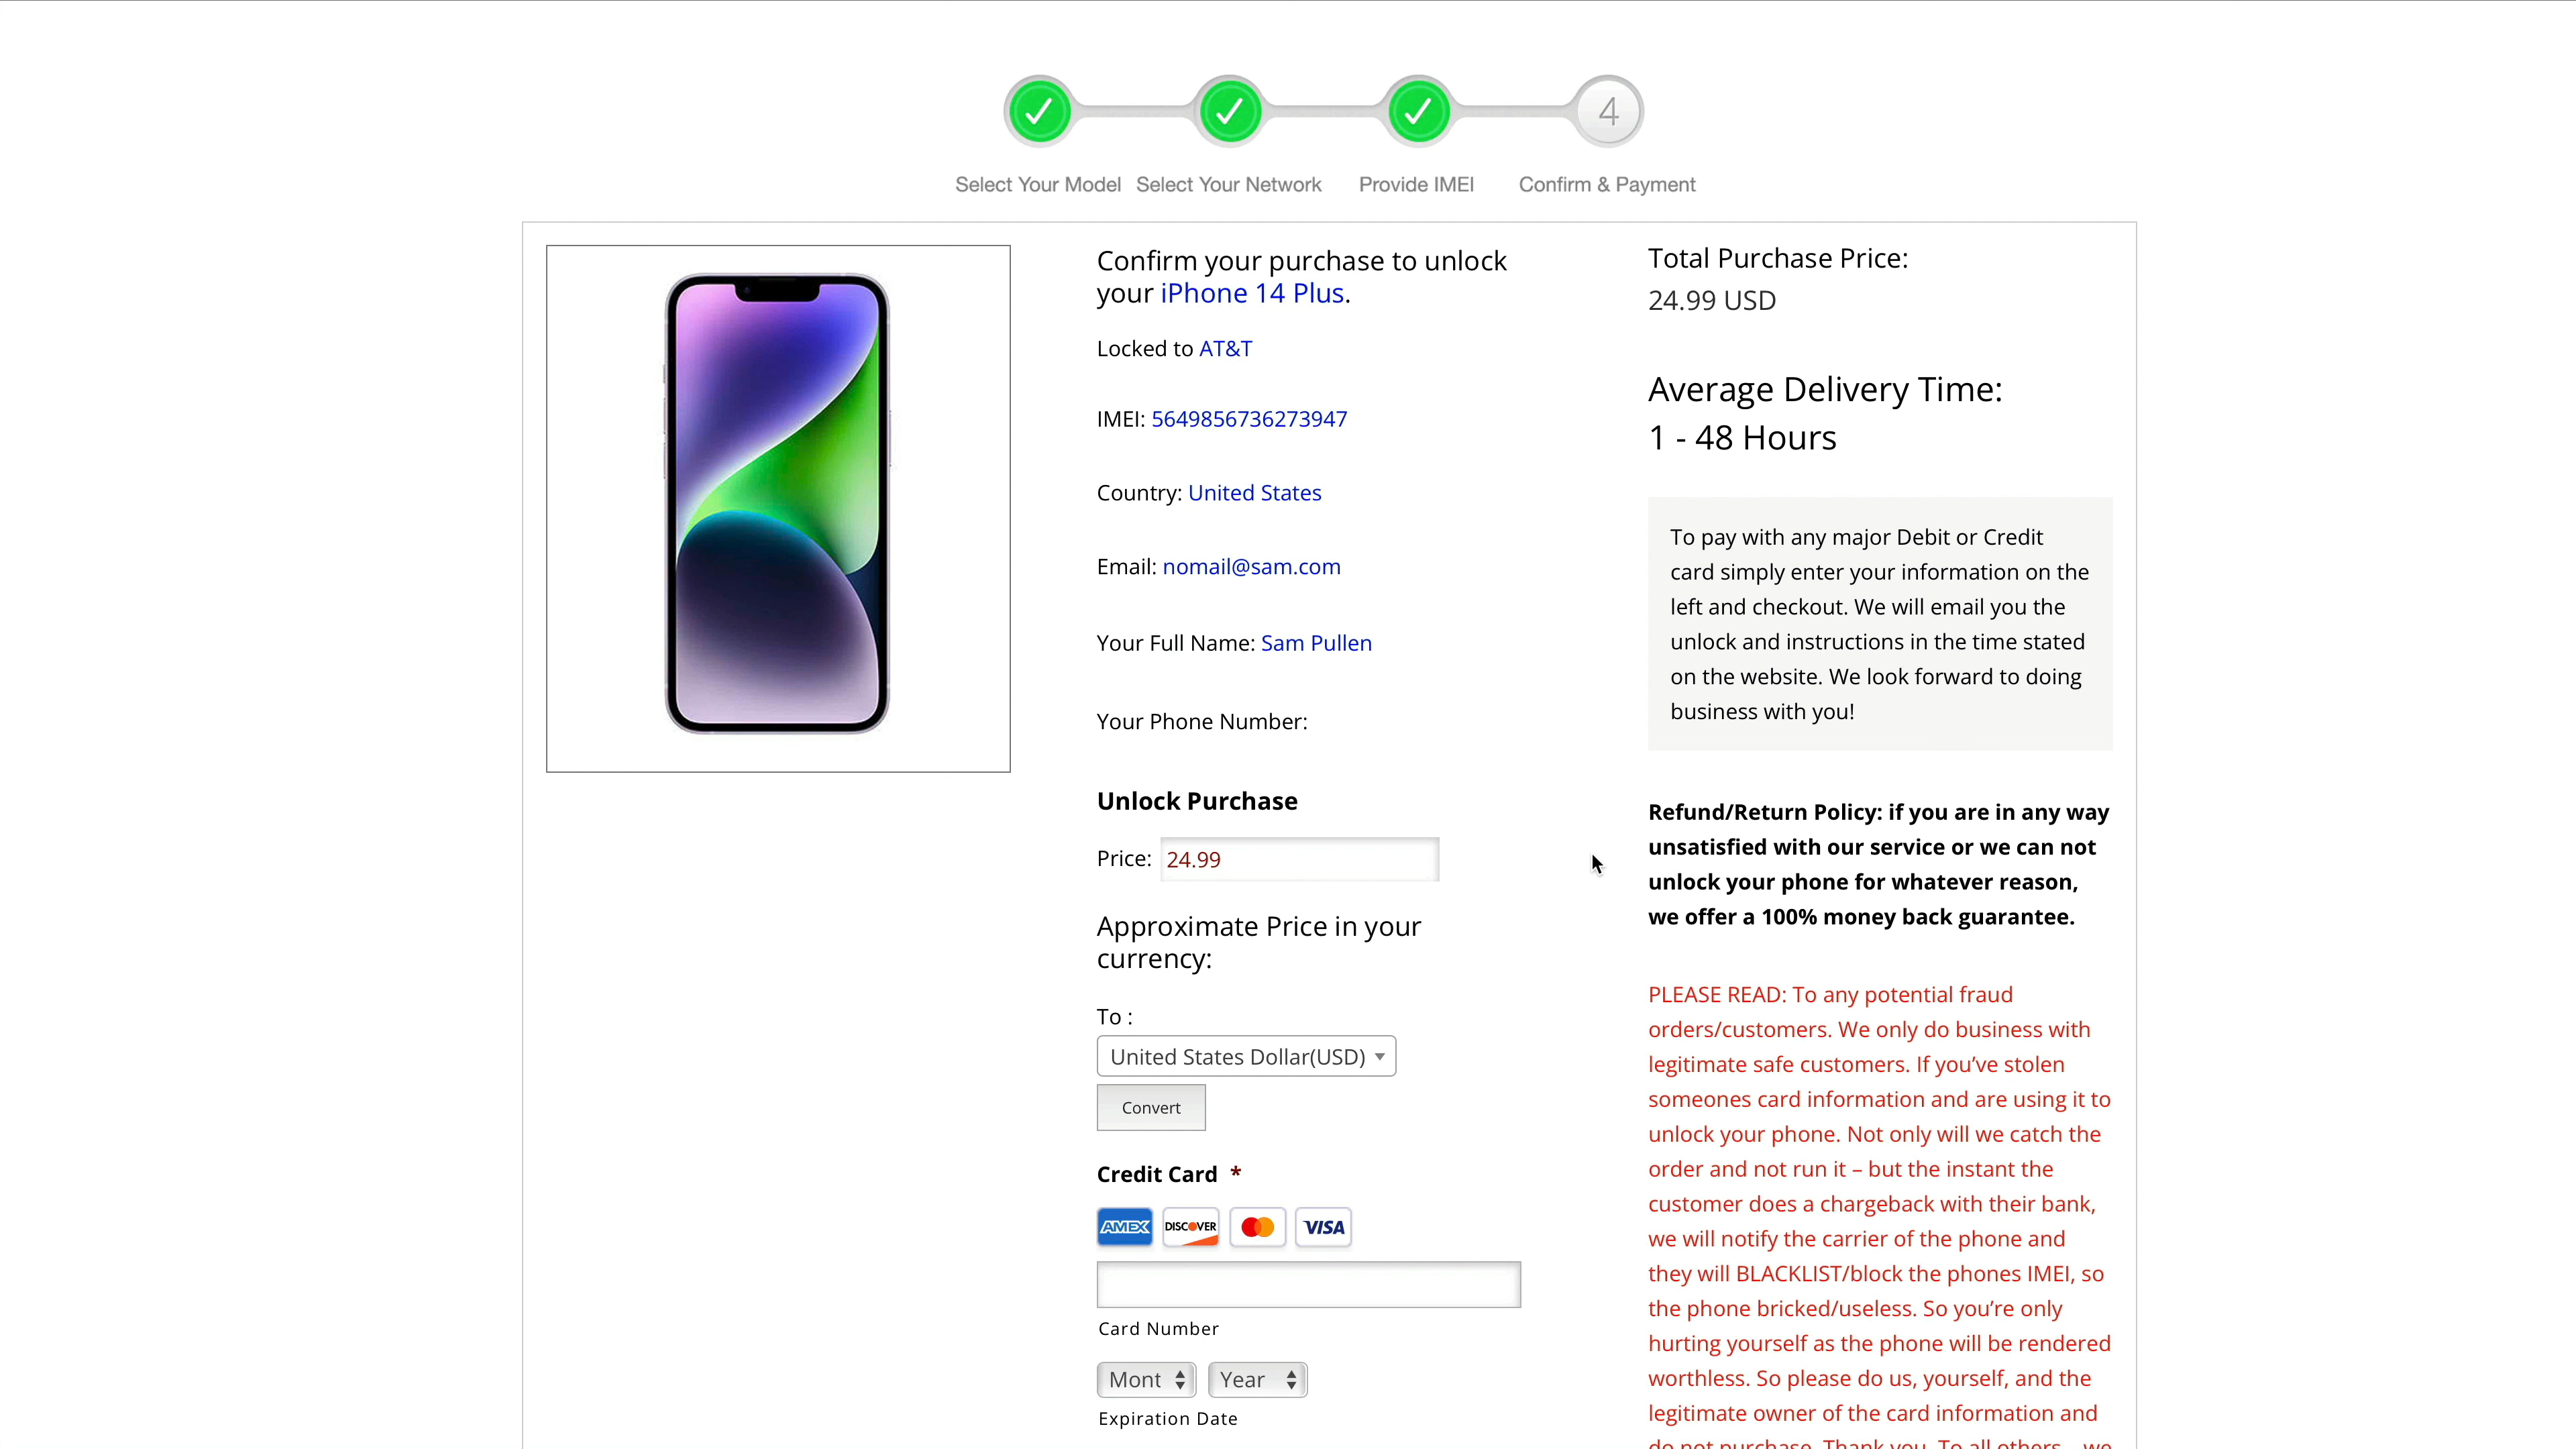 4
Select Your Model
Select Your Network
Provide IMEI
Confirm & Payment
Confirm your purchase to unlock
your iPhone 14 Plus.
Locked to AT&T
IMEI: 5649856736273947
Country: United States
Email: nomail@sam.com
Your Full Name: Sam Pullen
Your Phone Number:
Unlock Purchase
Price: 24.99
Approximate Price in your
currency:
To :
United States Dollar(USD)
Convert
Credit Card *
AMEX
DISCOVER
VISA
Card Number
Mont
Year
Expiration Date
Total Purchase Price:
24.99 USD
Average Delivery Time:
1 - 48 Hours
To pay with any major Debit or Credit
card simply enter your information on the
left and checkout. We will email you the
unlock and instructions in the time stated
on the website. We look forward to doing
business with you!
Refund/Return Policy: if you are in any way
unsatisfied with our service or we can not
unlock your phone for whatever reason,
we offer a 100% money back guarantee.
PLEASE READ: To any potential fraud
orders/customers. We only do business with
legitimate safe customers. If you’ve stolen
someones card information and are using it to
unlock your phone. Not only will we catch the
order and not run it – but the instant the
customer does a chargeback with their bank,
we will notify the carrier of the phone and
they will BLACKLIST/block the phones IMEI, so
the phone bricked/useless. So you’re only
hurting yourself as the phone will be rendered
worthless. So please do us, yourself, and the
legitimate owner of the card information and
do not purchase. Thank you. To all others – we